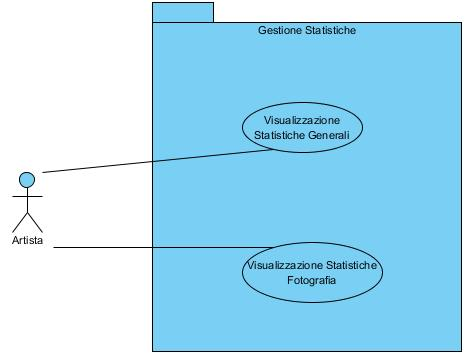 Gestione Statistiche
Visualizzazione
Statistiche Generali
Artista
Visualizzazione Statistiche
Fotografia